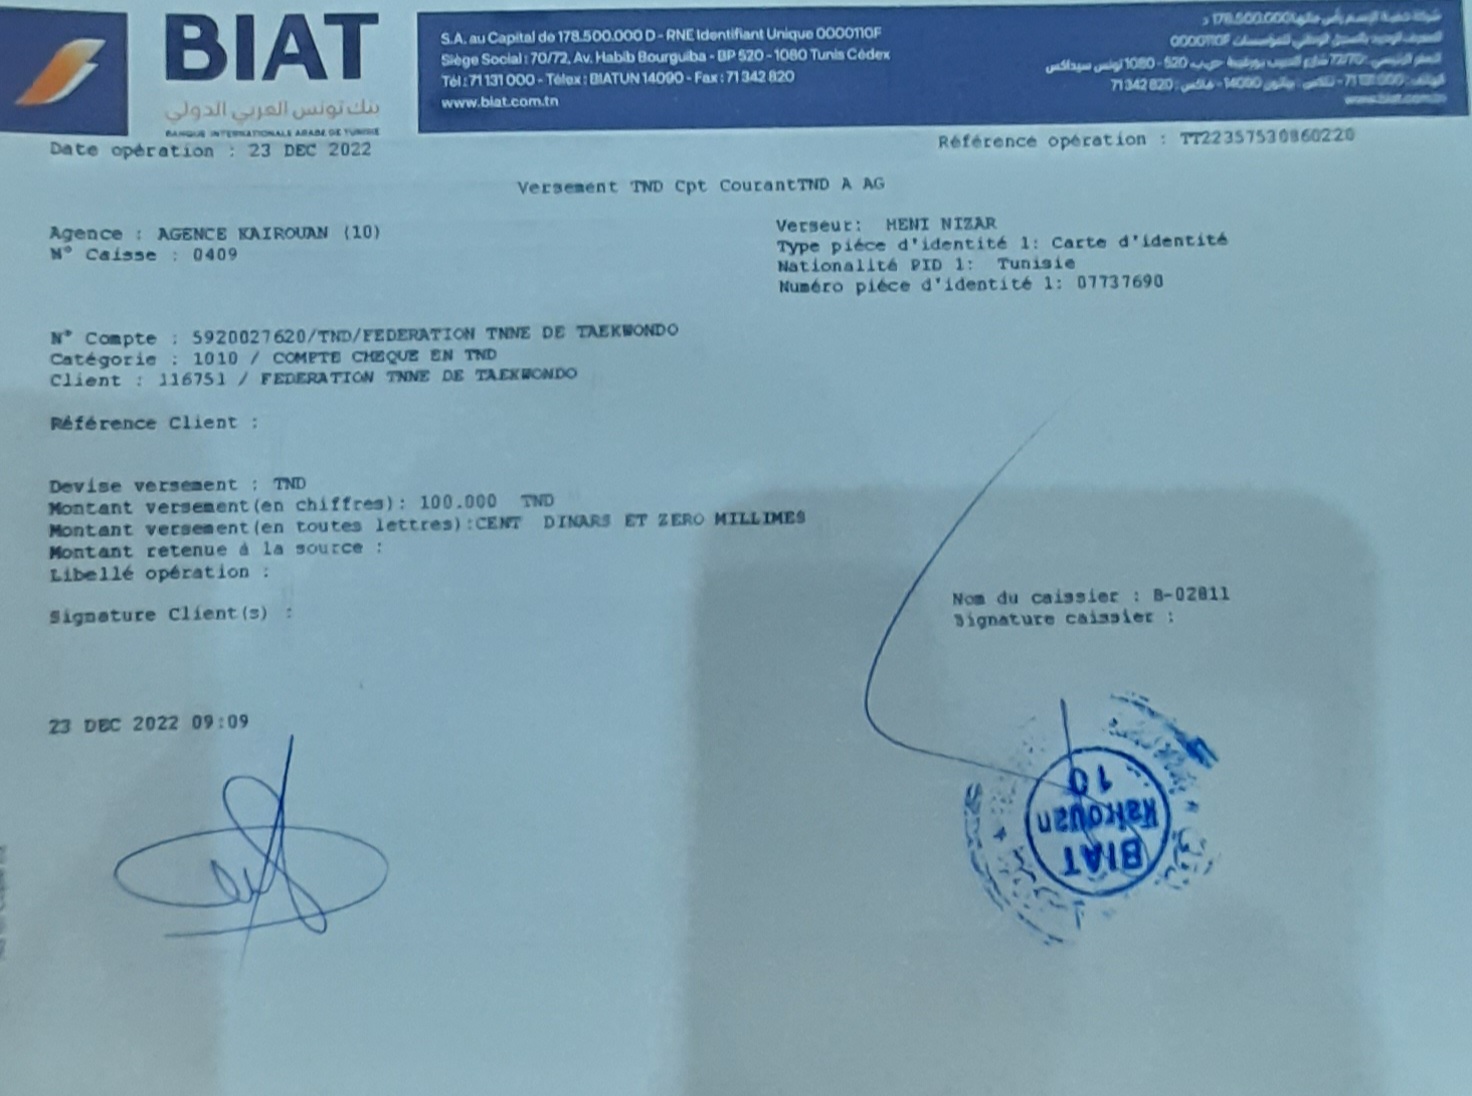 BIAT
بنك تونس العربي الدولي
BANQUE INTERNATIONALE ARABE DE TUNISIE
S.A. au Capital de 178.500.000 D - RNE Identifiant Unique 0000110F
Siège Social : 70/72, Av. Habib Bourguiba - BP 520 - 1080 Tunis Cédex
Tél : 71 131 000 - Télex : BIATUN 14090 - Fax : 71 342 820
www.biat.com.tn
Date opération : 23 DEC 2022
Référence opération : TT22357530860220
Versement TND Cpt CourantTND A AG
Agence : AGENCE KAIROUAN (10)
N° Caisse : 0409
Verseur: HENI NIZAR
Type piéce d'identité 1: Carte d'identité
Nationalité PID 1: Tunisie
Numéro piéce d'identité 1: 07737690
N° Compte : 5920027620/TND/FEDERATION TNNE DE TAEKWONDO
Catégorie : 1010 / COMPTE CHEQUE EN TND
Client : 116751 / FEDERATION TNNE DE TAEKWONDO
Référence Client :
Devise versement : TND
Montant versement(en chiffres): 100.000 TND
Montant versement(en toutes lettres):CENT DINARS ET ZERO MILLIMES
Montant retenue à la source :
Libellé opération :
Signature Client(s) :
Nom du caissier : B-02811
Signature caissier :
23 DEC 2022 09:09
BIAT
Kairouan
10